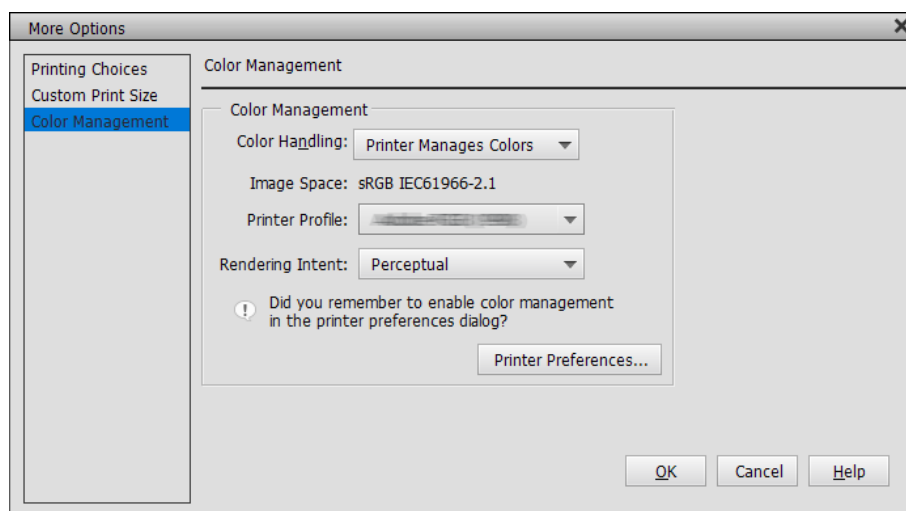 More Options
Printing Choices
Custom Print Size
Color Management
Color Management
Color Management
Color Handling: Printer Manages Colors
Image Space: sRGB IEC61966-2.1
Printer Profile:
Rendering Intent: Perceptual
! Did you remember to enable color management
in the printer preferences dialog?
Printer Preferences...
OK Cancel Help